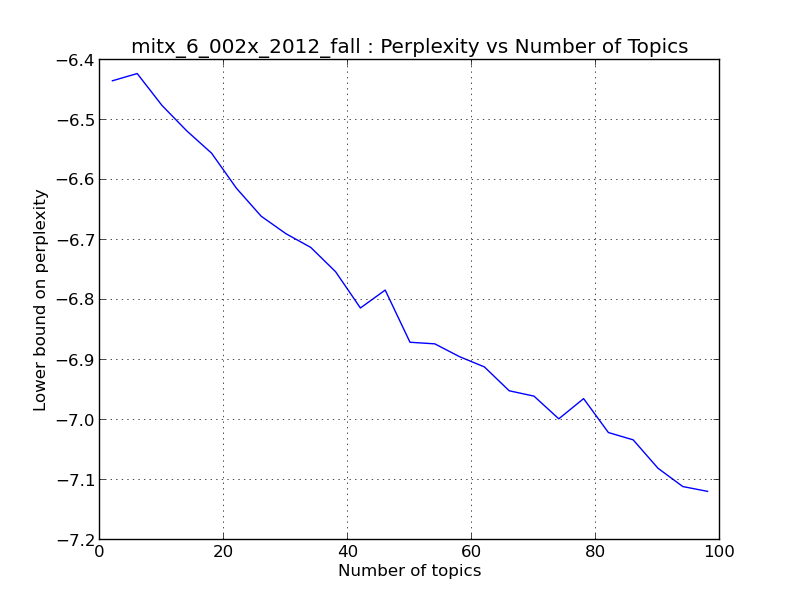 mitx_6_002x_2012_fall : Perplexity vs Number of Topics
Lower bound on perplexity
−6.4
−6.5
−6.6
−6.7
−6.8
−6.9
−7.0
−7.1
−7.2
0 20 40 60 80 100
Number of topics